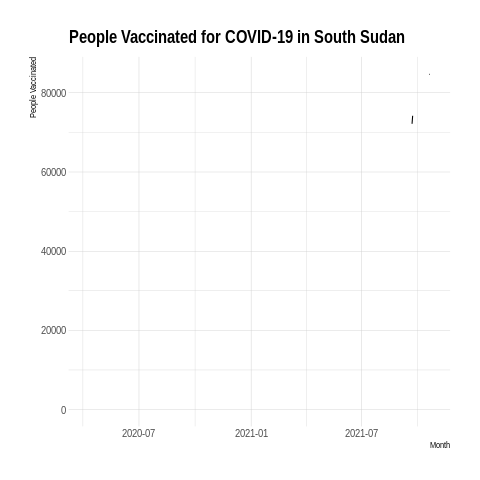 People Vaccinated for COVID-19 in South Sudan
People Vaccinated
80000
60000
40000
20000
0
2020-07 2021-01 2021-07
Month